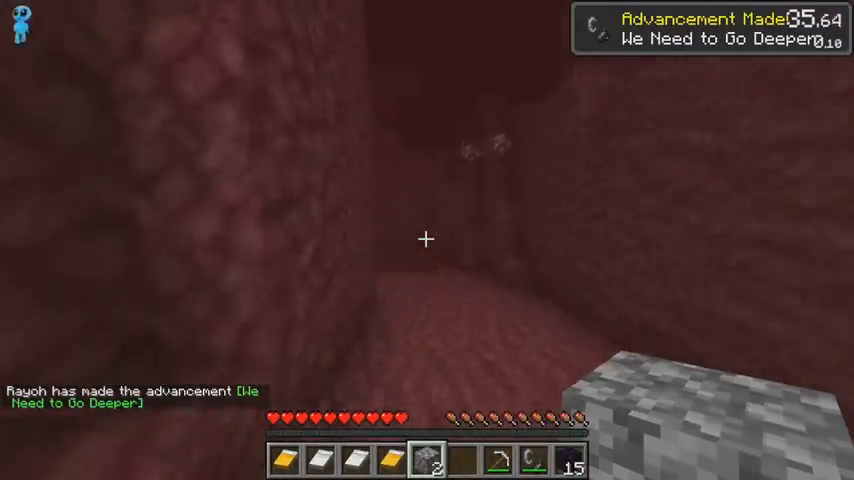 Advancement Made
35.64
We Need to Go Deeper
0.10
Rayoh has made the advancement [We
Need to Go Deeper]
2
15